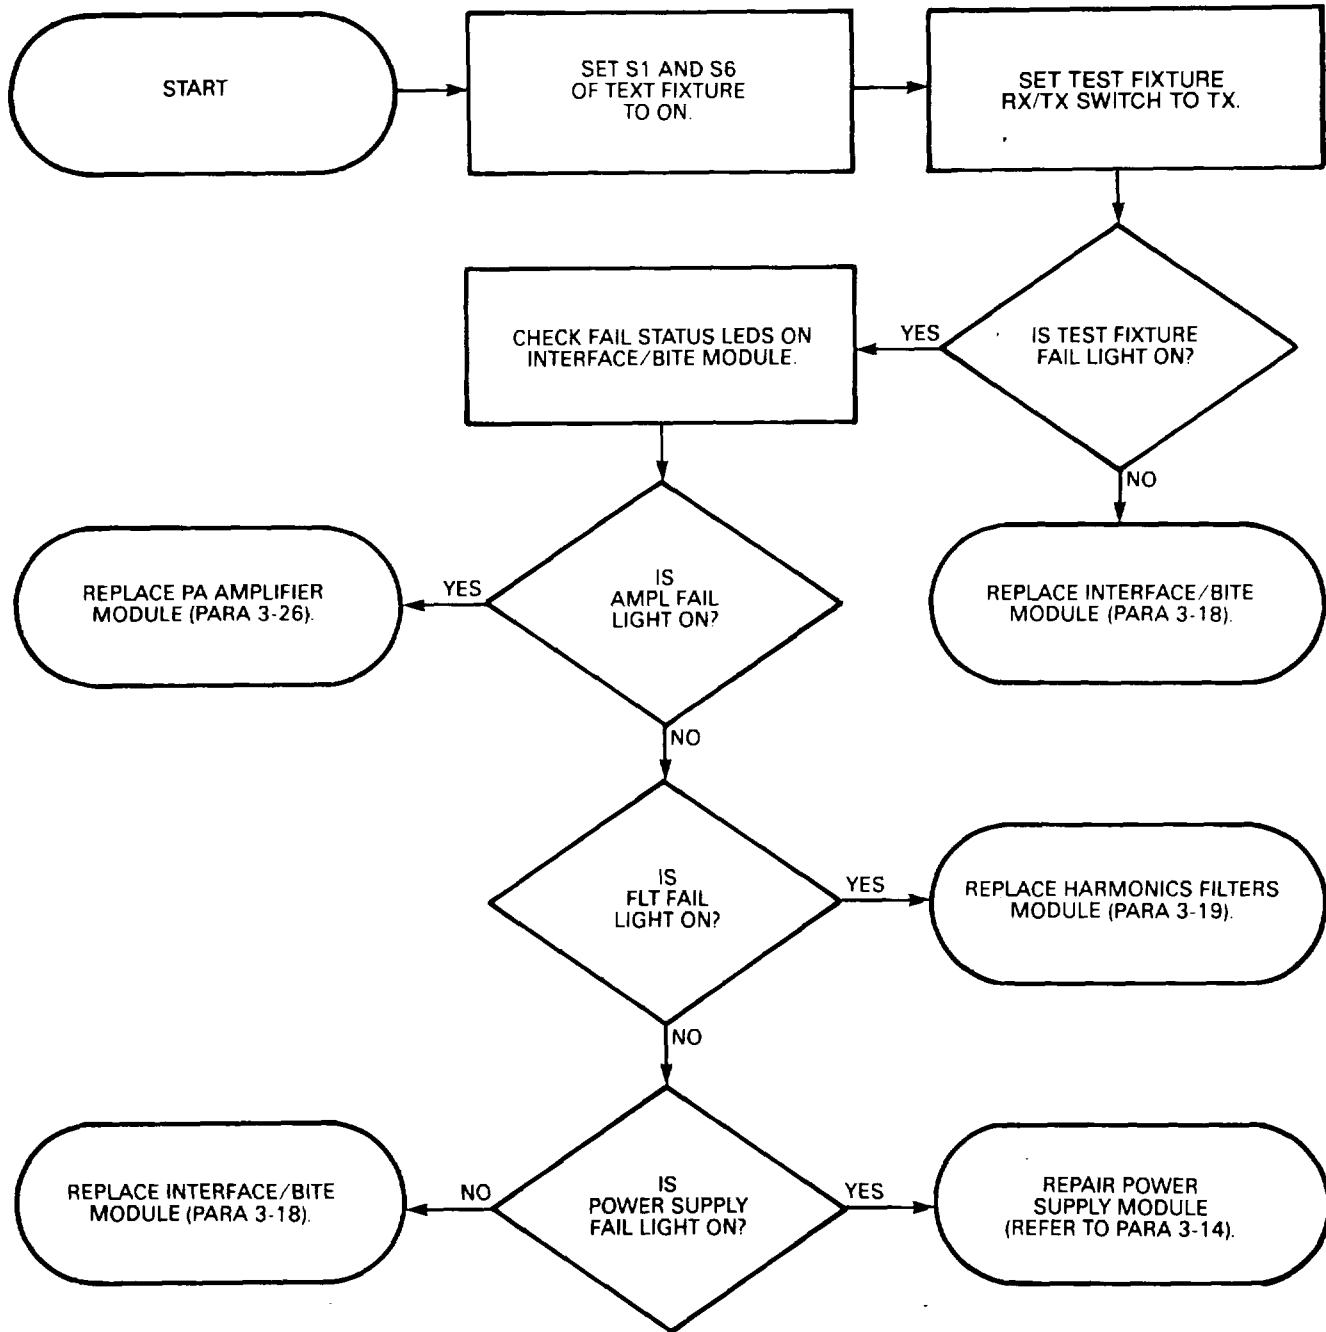 START
SET S1 AND S6
OF TEXT FIXTURE
TO ON.
SET TEST FIXTURE
RX/TX SWITCH TO TX.
IS TEST FIXTURE
FAIL LIGHT ON?
YES
NO
CHECK FAIL STATUS LEDS ON
INTERFACE/BITE MODULE.
REPLACE INTERFACE/BITE
MODULE (PARA 3-18).
IS
AMPL FAIL
LIGHT ON?
YES
REPLACE PA AMPLIFIER
MODULE (PARA 3-26).
NO
IS
FLT FAIL
LIGHT ON?
YES
REPLACE HARMONICS FILTERS
MODULE (PARA 3-19).
NO
IS
POWER SUPPLY
FAIL LIGHT ON?
NO
REPLACE INTERFACE/BITE
MODULE (PARA 3-18).
YES
REPAIR POWER
SUPPLY MODULE
(REFER TO PARA 3-14).